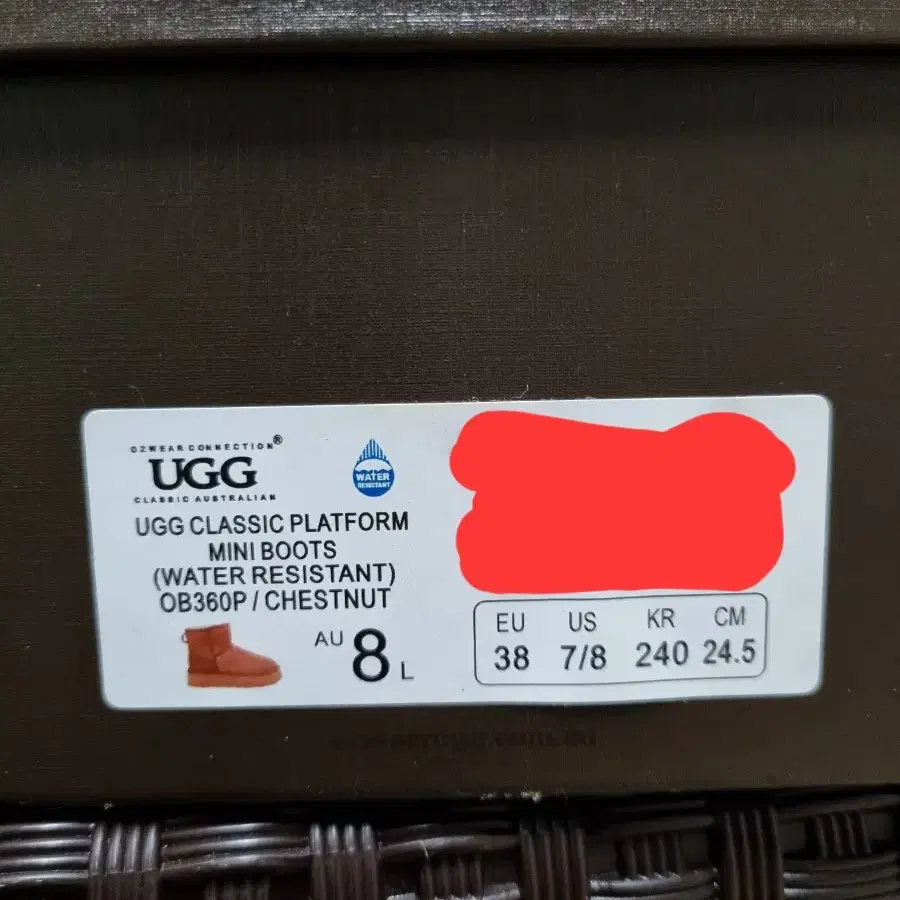 OZWEAR CONNECTION®
UGG
CLASSIC AUSTRALIAN
WATER
RESISTANT
UGG CLASSIC PLATFORM
MINI BOOTS
(WATER RESISTANT)
OB360P / CHESTNUT
AU 8 L
EU US KR CM
38 7/8 240 24.5